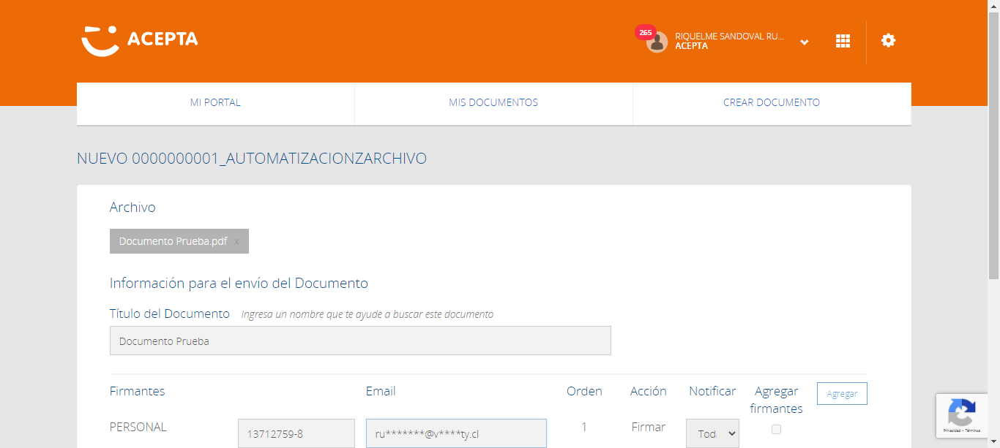 ACEPTA
265
RIQUELME SANDOVAL RU...
ACEPTA
MI PORTAL
MIS DOCUMENTOS
CREAR DOCUMENTO
NUEVO 0000000001_AUTOMATIZACIONZARCHIVO
Archivo
Documento Prueba.pdf x
Información para el envío del Documento
Título del Documento Ingresa un nombre que te ayude a buscar este documento
Documento Prueba
Firmantes Email Orden Acción Notificar Agregar firmantes Agregar
PERSONAL 13712759-8 ru*******@v****ty.cl 1 Firmar Tod
Privacidad - Términos